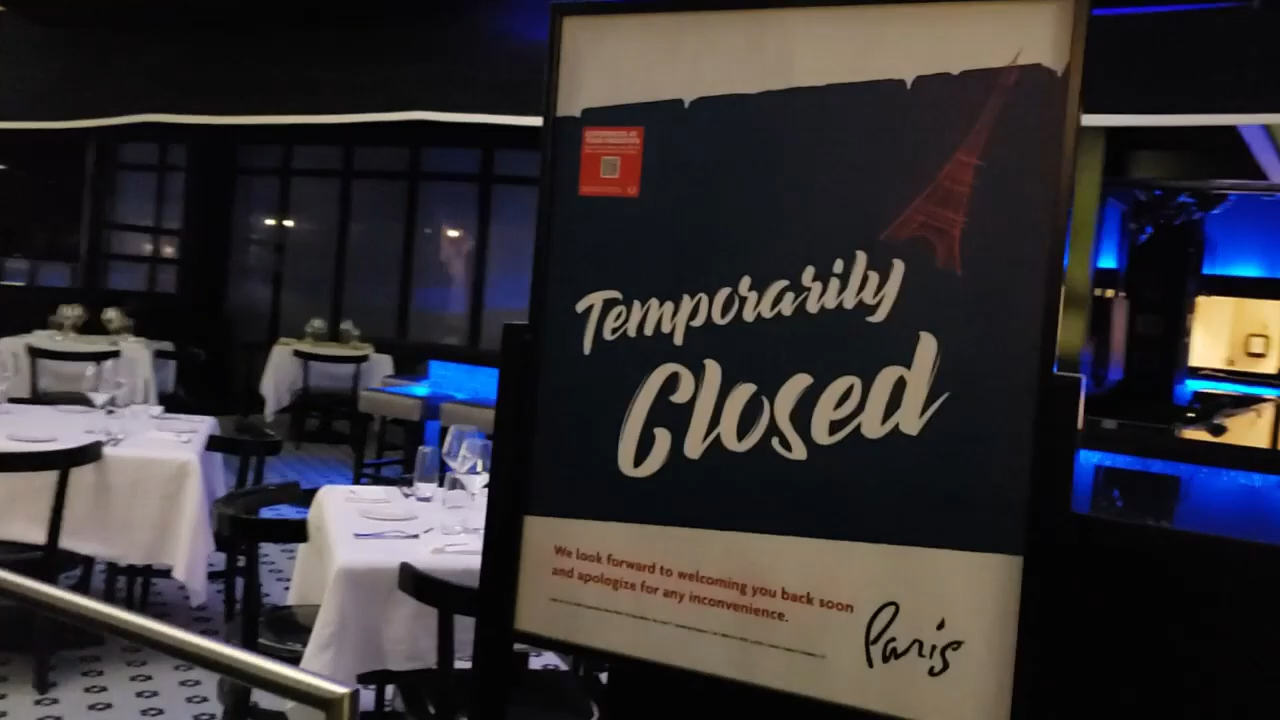 Temporarily
Closed
We look forward to welcoming you back soon
and apologize for any inconvenience.
Paris